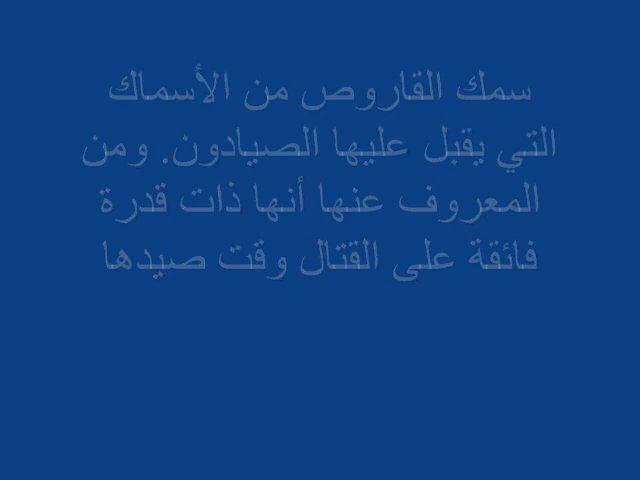 سمك القاروص من الأسماك
التي يقبل عليها الصيادون. ومن
المعروف عنها أنها ذات قدرة
فائقة على القتال وقت صيدها